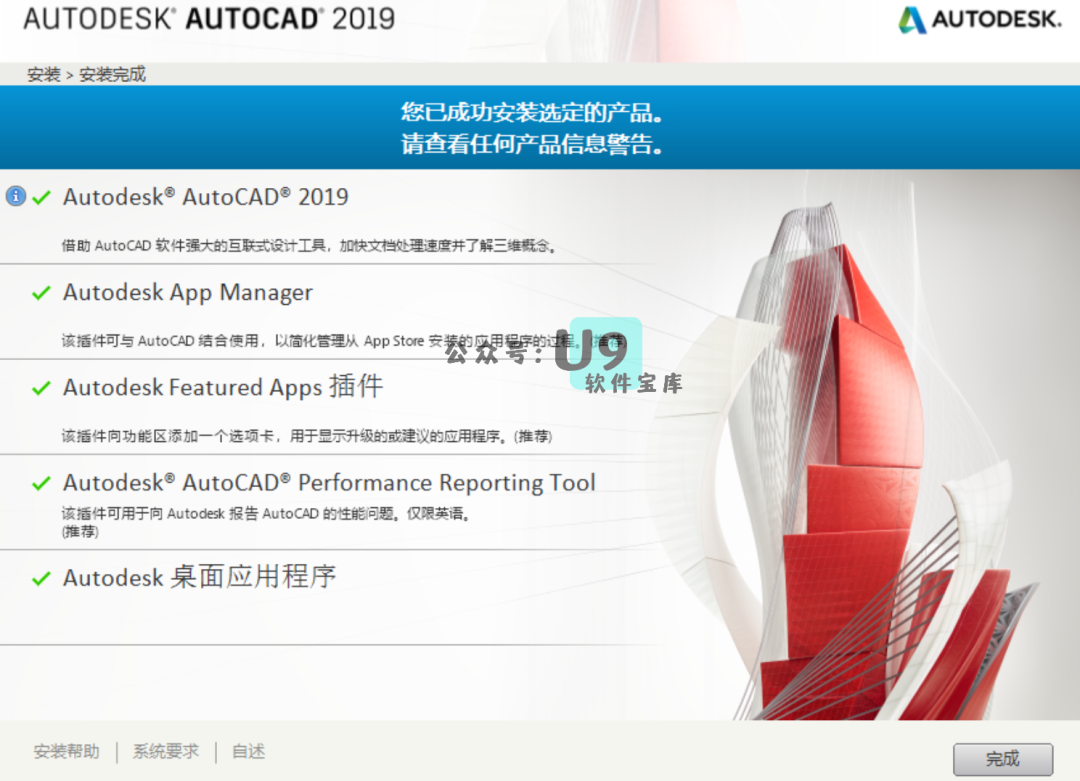 AUTODESK® AUTOCAD® 2019
AUTODESK.
安装 > 安装完成
您已成功安装选定的产品。
请查看任何产品信息警告。
Autodesk® AutoCAD® 2019
借助 AutoCAD 软件强大的互联式设计工具，加快文档处理速度并了解三维概念。
Autodesk App Manager
该插件可与 AutoCAD 结合使用，以简化管理从 App Store 安装的应用程序的过程。(推荐)
公众号：U9
软件宝库
Autodesk Featured Apps 插件
该插件向功能区添加一个选项卡，用于显示升级的或建议的应用程序。(推荐)
Autodesk® AutoCAD® Performance Reporting Tool
该插件可用于向 Autodesk 报告 AutoCAD 的性能问题。仅限英语。
(推荐)
Autodesk 桌面应用程序
安装帮助 | 系统要求 | 自述
完成